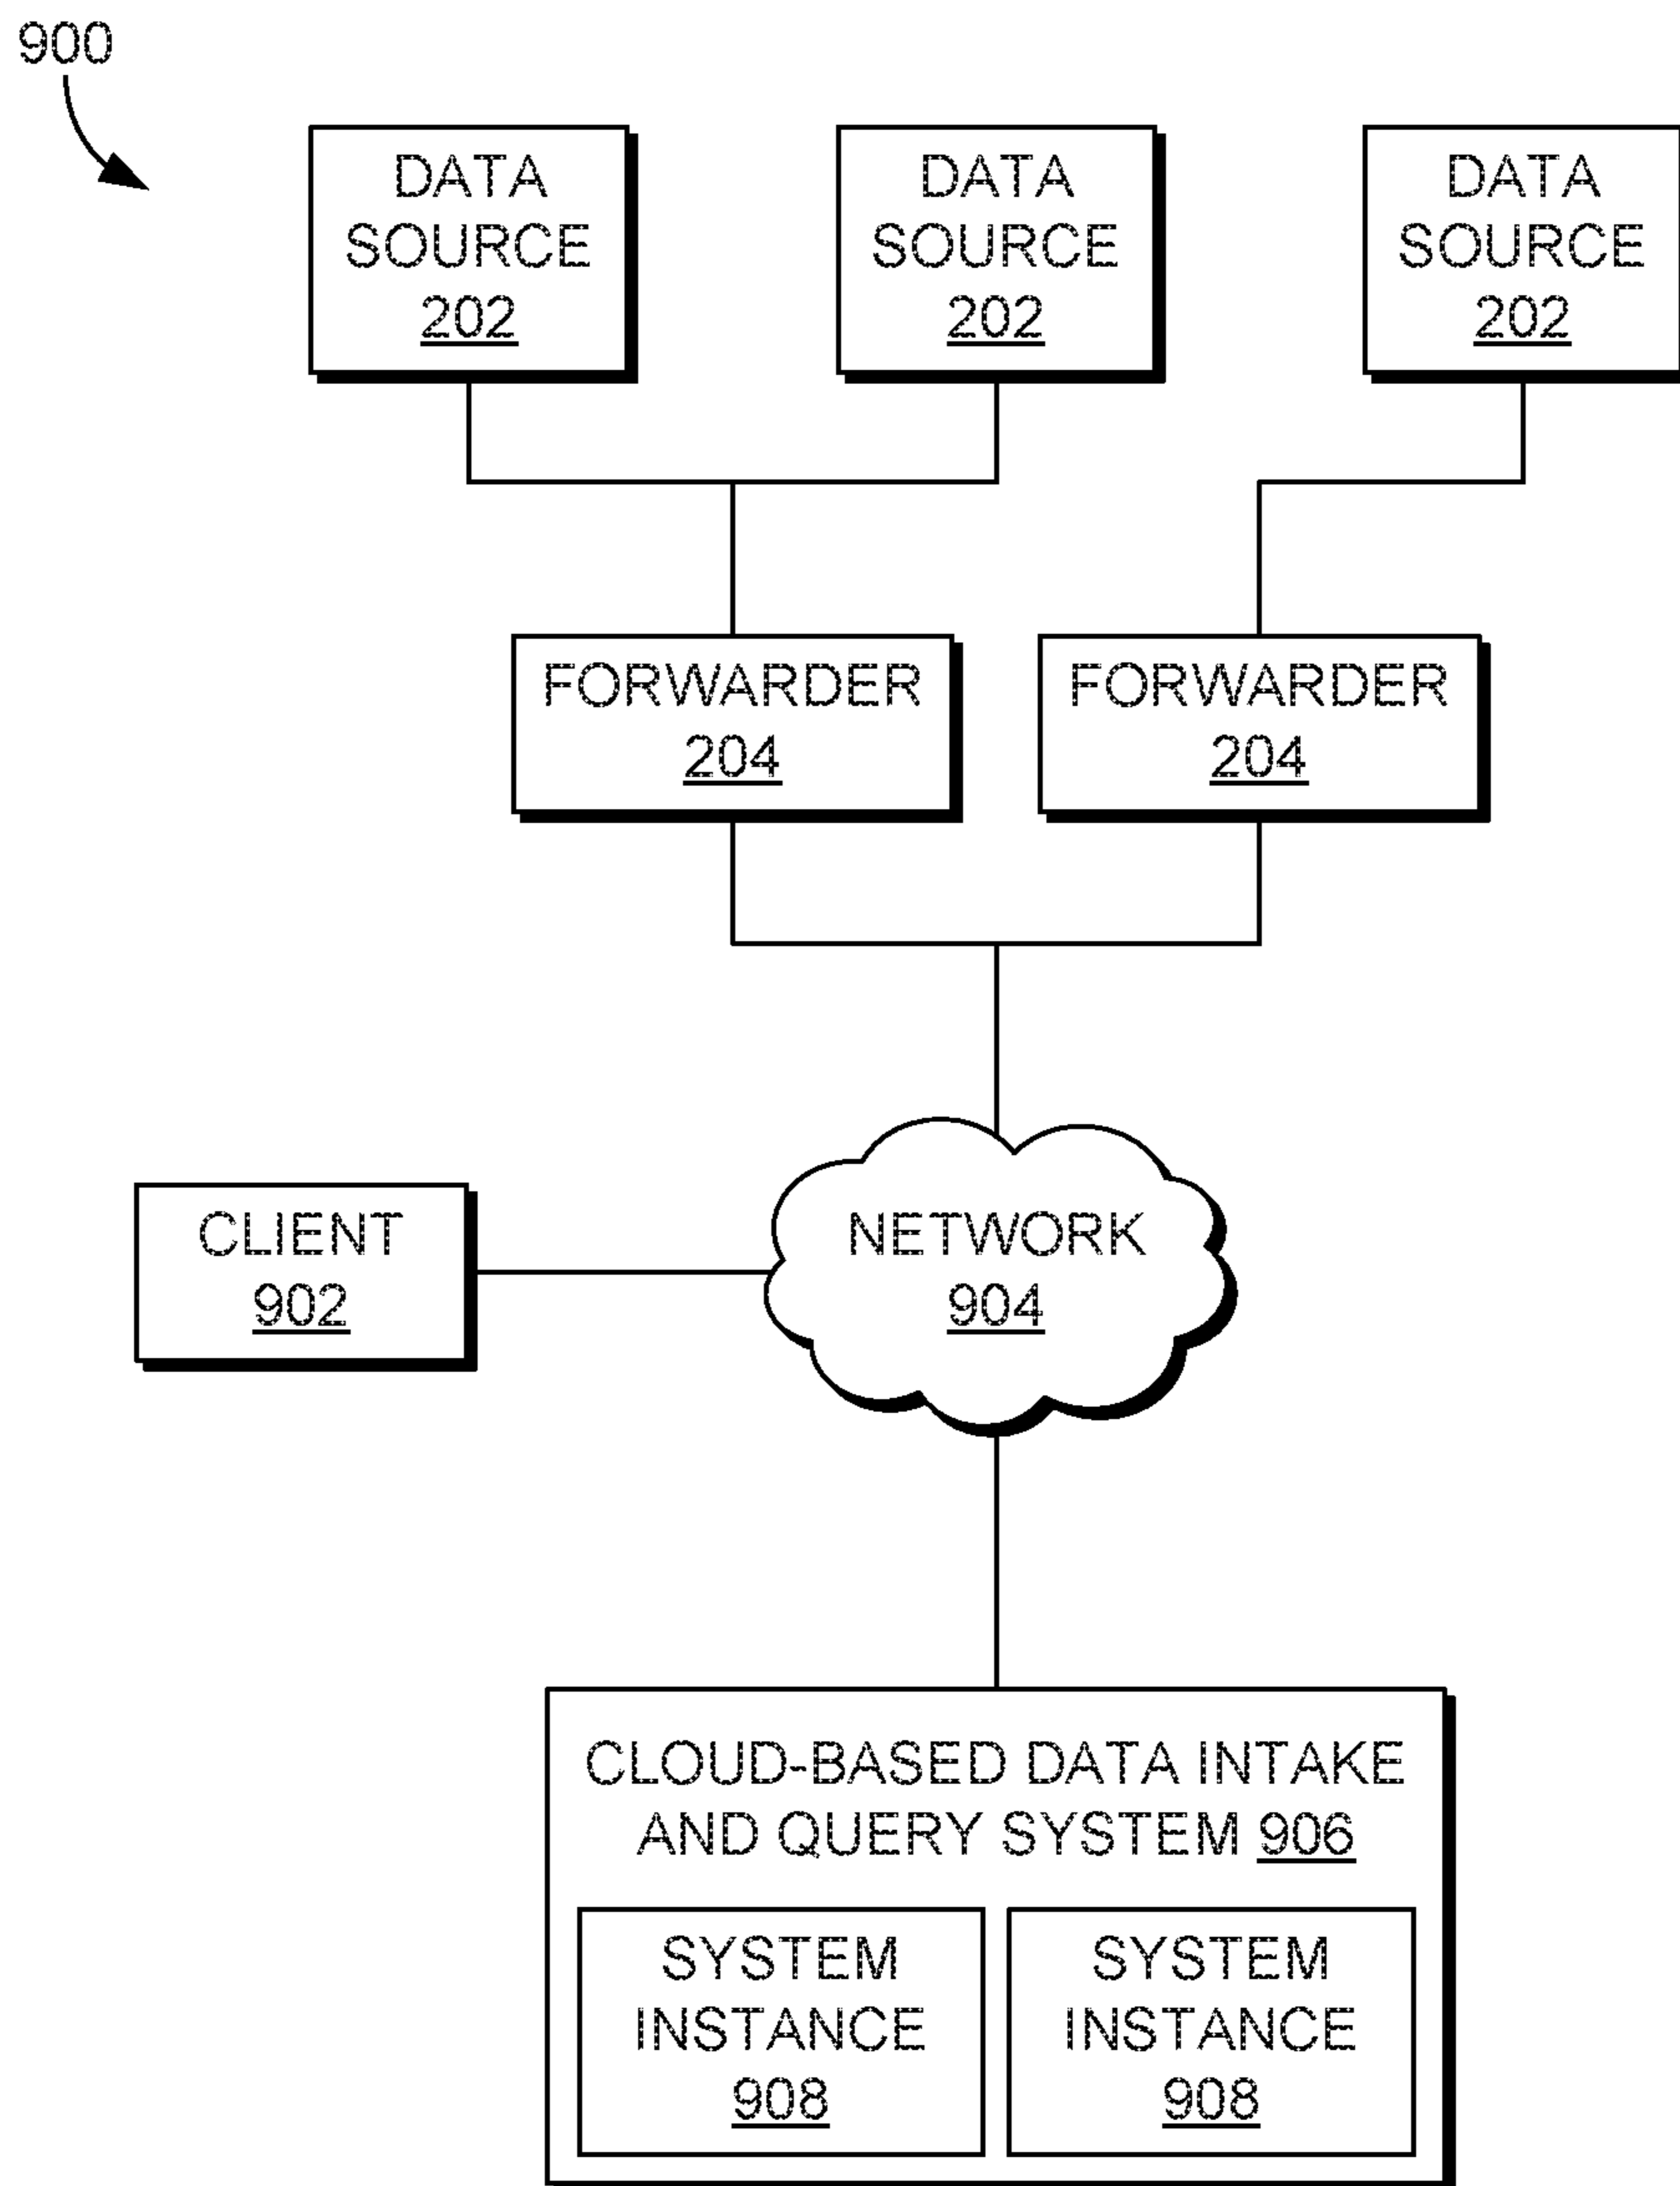 900
DATA
SOURCE
202
DATA
SOURCE
202
DATA
SOURCE
202
FORWARDER
204
FORWARDER
204
CLIENT
902
NETWORK
904
CLOUD-BASED DATA INTAKE
AND QUERY SYSTEM 906
SYSTEM
INSTANCE
908
SYSTEM
INSTANCE
908